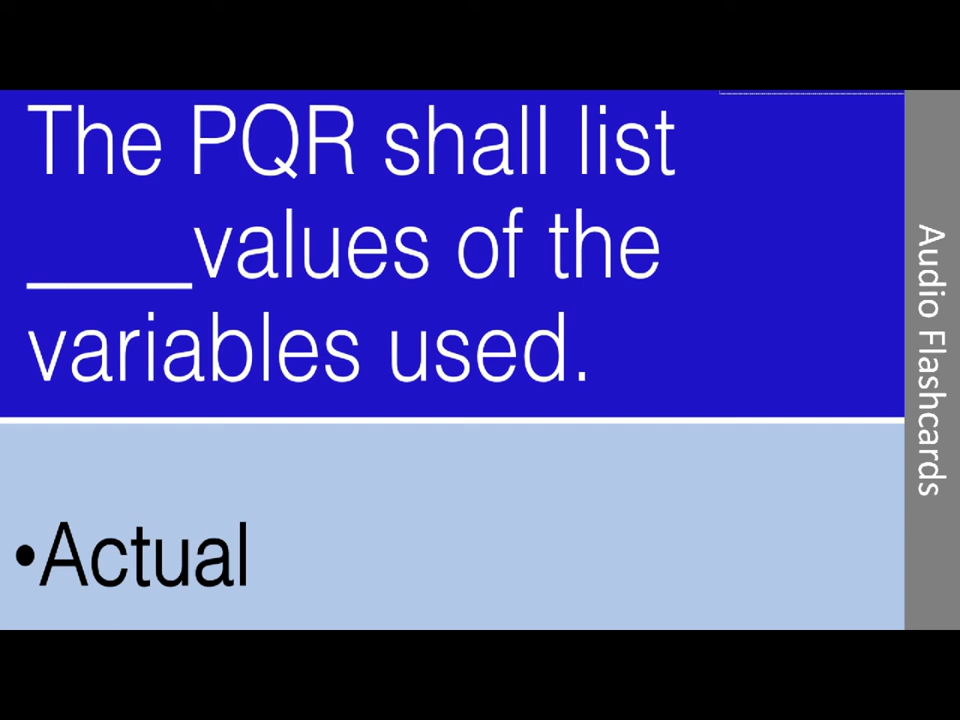 The PQR shall list
____values of the
variables used.
•Actual
Audio Flashcards